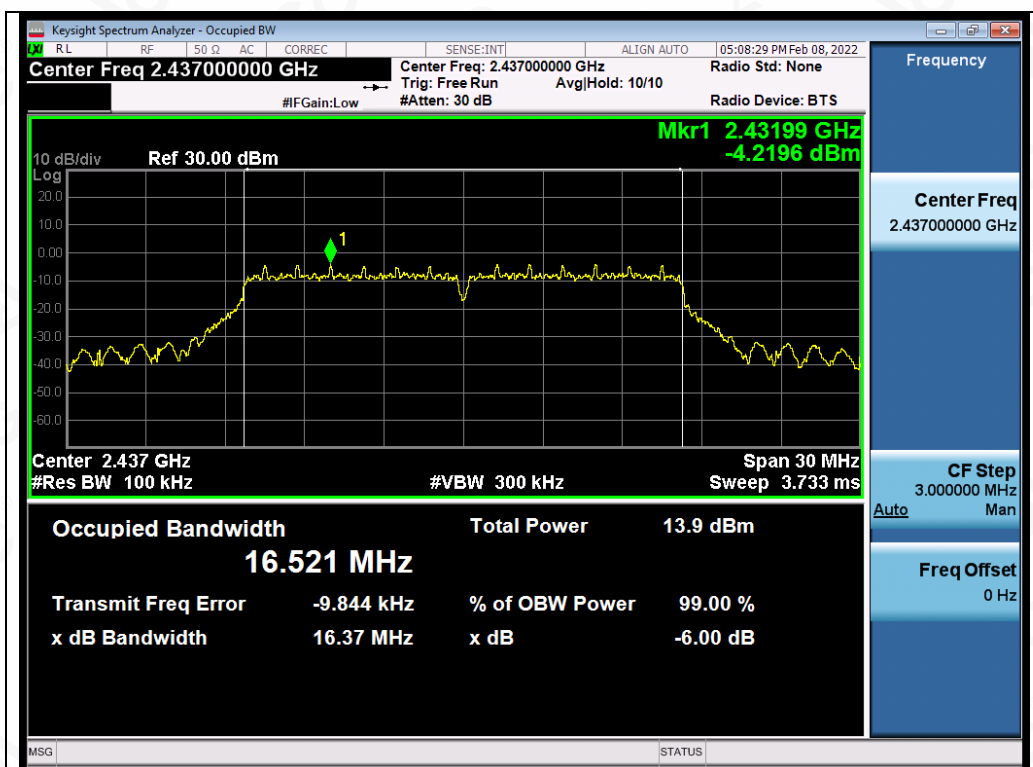 Keysight Spectrum Analyzer - Occupied BW
LXI RL RF 50 Ω AC CORREC SENSE:INT ALIGN AUTO 05:08:29 PM Feb 08, 2022
Center Freq 2.437000000 GHz
Center Freq: 2.437000000 GHz
Radio Std: None
Trig: Free Run Avg|Hold: 10/10
#IFGain:Low #Atten: 30 dB Radio Device: BTS
Frequency
Mkr1 2.43199 GHz
-4.2196 dBm
10 dB/div Ref 30.00 dBm
Log
20.0
10.0
0.00
-10.0
-20.0
-30.0
-40.0
-50.0
-60.0
1
Center 2.437 GHz Span 30 MHz
#Res BW 100 kHz #VBW 300 kHz Sweep 3.733 ms
Occupied Bandwidth Total Power 13.9 dBm
16.521 MHz
Transmit Freq Error -9.844 kHz % of OBW Power 99.00 %
x dB Bandwidth 16.37 MHz x dB -6.00 dB
Center Freq
2.437000000 GHz
CF Step
3.000000 MHz
Auto Man
Freq Offset
0 Hz
MSG STATUS